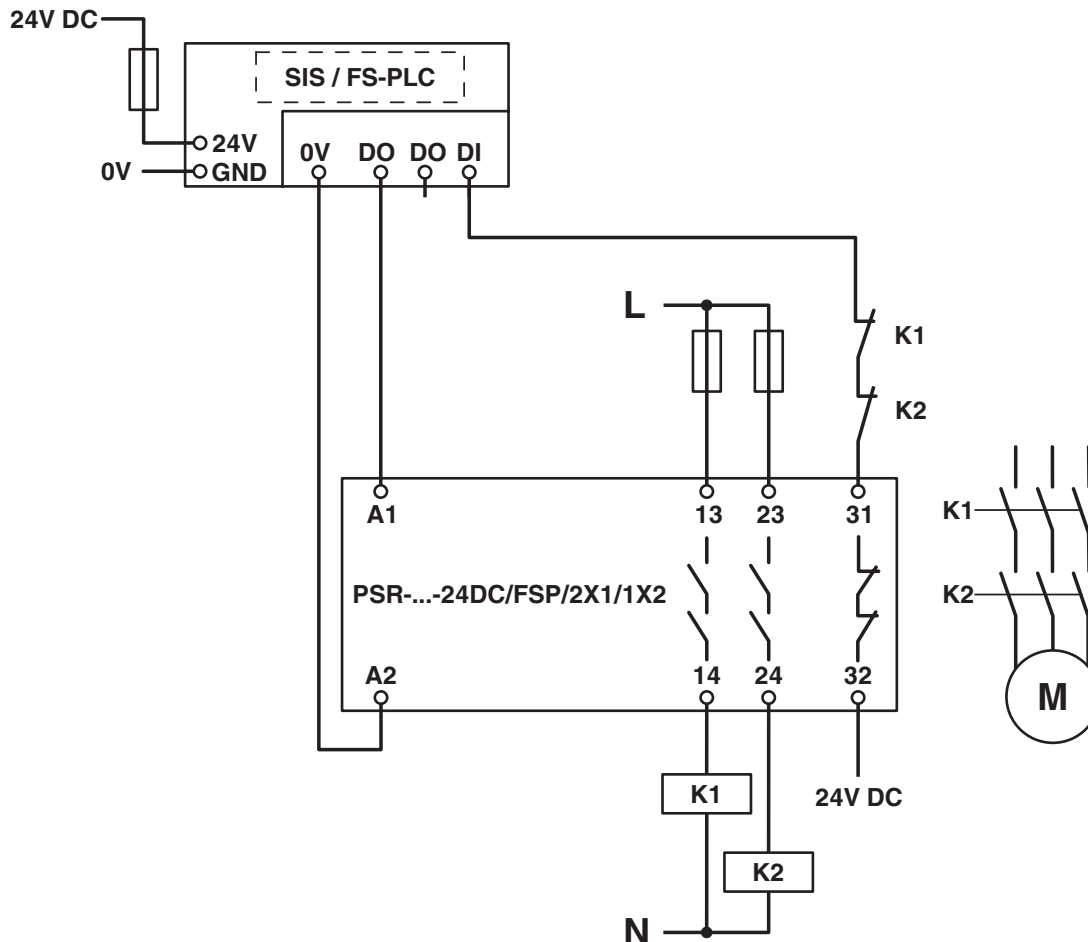 24V DC
SIS / FS-PLC
24V
0V
GND
0V DO DO DI
L
K1
K2
A1
13 23 31
PSR-...-24DC/FSP/2X1/1X2
A2
14 24 32
K1
K2
M
K1
24V DC
K2
N